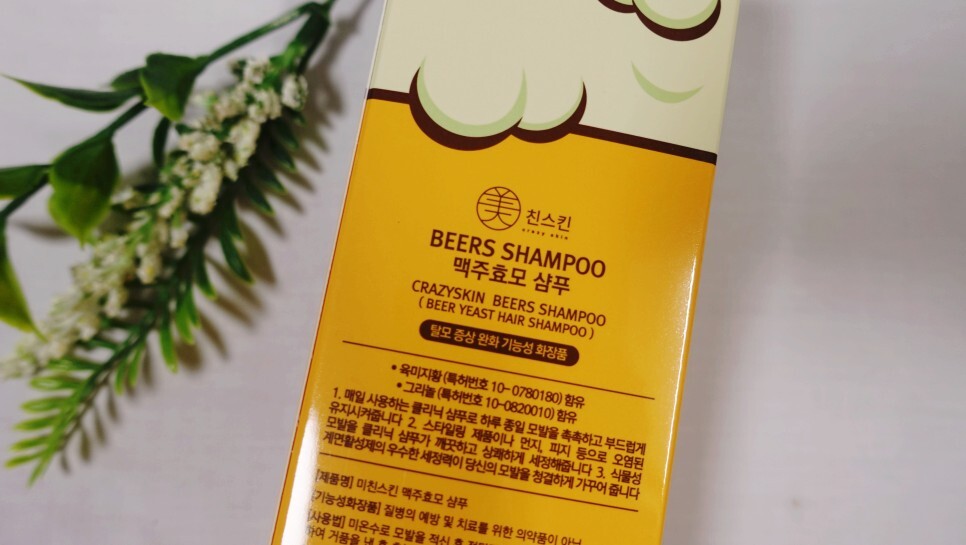 美 친스킨
crazy skin
BEERS SHAMPOO
맥주효모 샴푸
CRAZYSKIN BEERS SHAMPOO
( BEER YEAST HAIR SHAMPOO )
탈모 증상 완화 기능성 화장품
• 육미지황 (특허번호 10- 0780180) 함유
• 그리놀 (특허번호 10-0820010) 함유
1. 매일 사용하는 클리닉 샴푸로 하루 종일 모발을 촉촉하고 부드럽게
유지시켜줍니다 2. 스타일링 제품이나 먼지, 피지 등으로 오염된
모발을 클리닉 샴푸가 깨끗하고 상쾌하게 세정해줍니다 3. 식물성
계면활성제의 우수한 세정력이 당신의 모발을 청결하게 가꾸어 줍니다
[제품명] 미친스킨 맥주효모 샴푸
[기능성화장품] 질병의 예방 및 치료를 위한 의약품이 아님
[사용법] 미온수로 모발을 적신 후
하여 거품을 낸 후